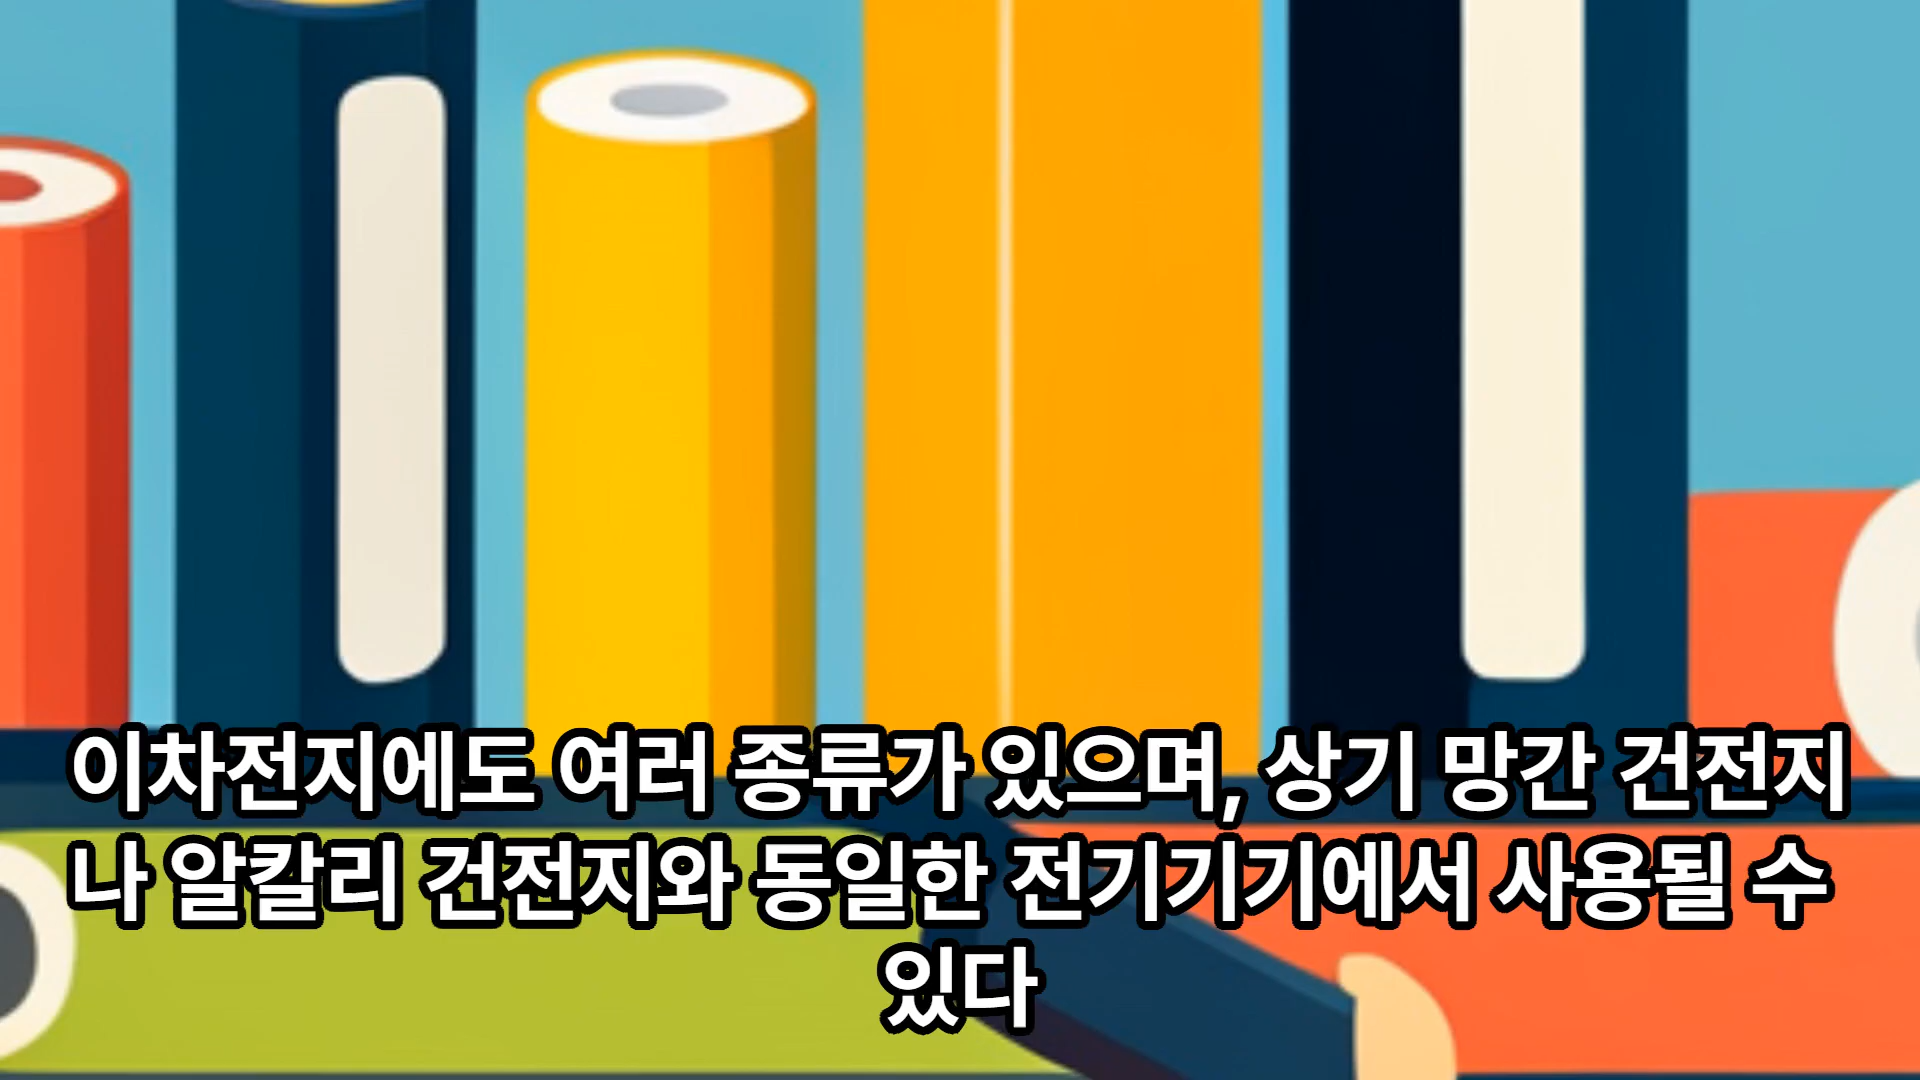 이차전지에도 여러 종류가 있으며, 상기 망간 건전지
나 알칼리 건전지와 동일한 전기기기에서 사용될 수
있다